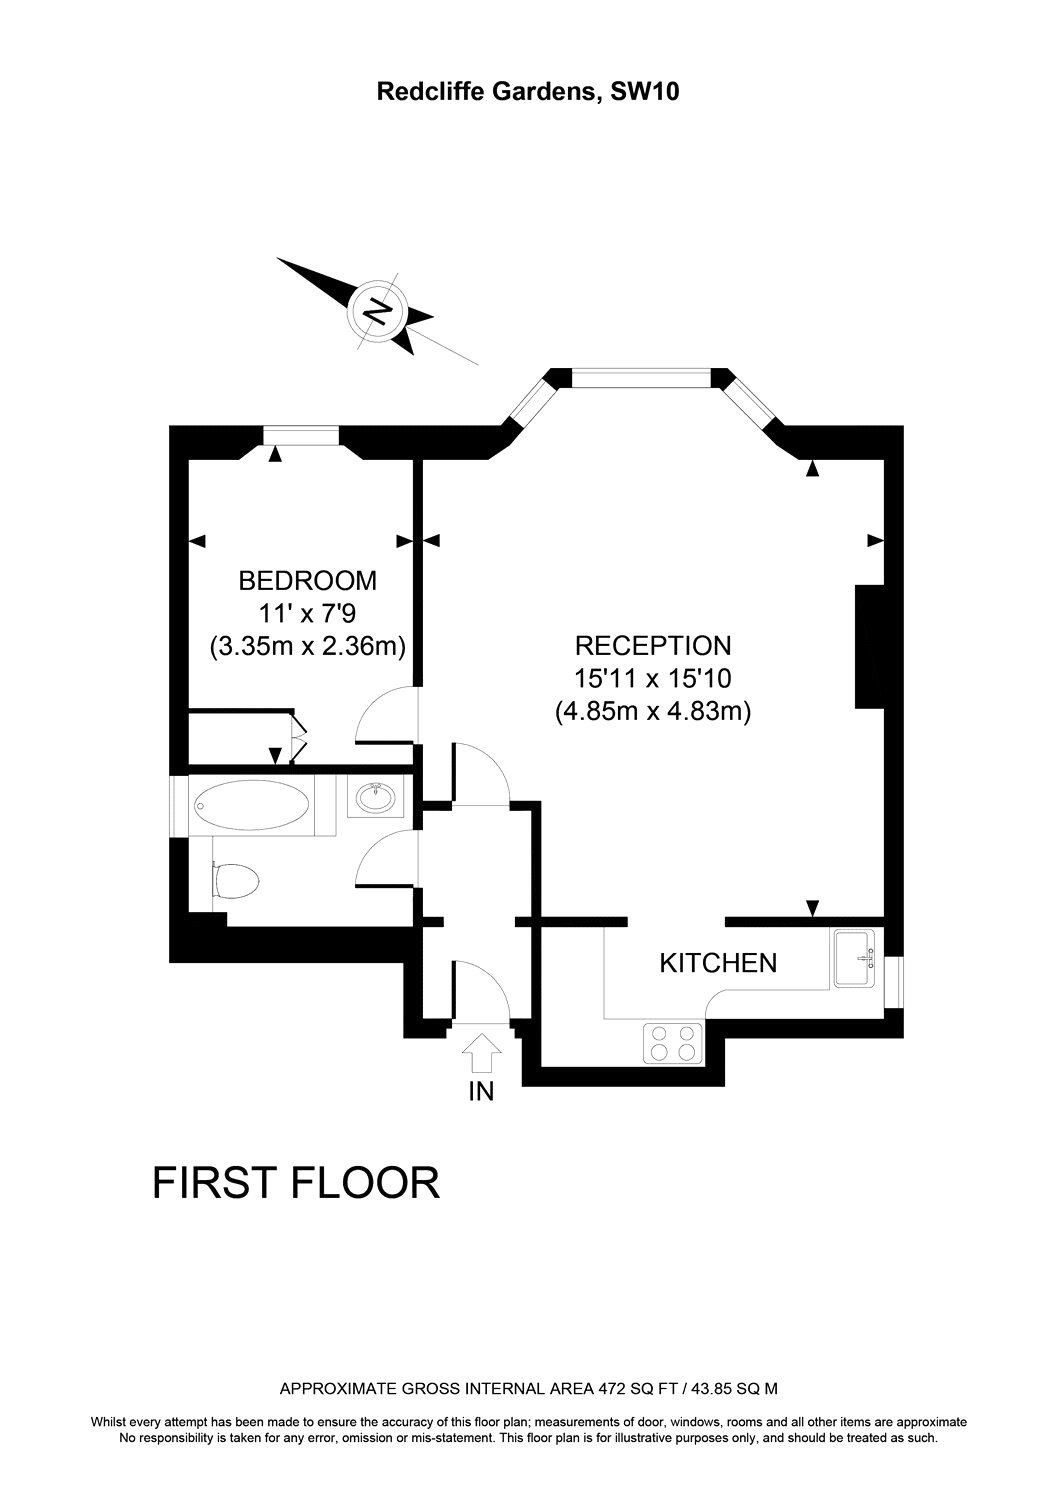 Redcliffe Gardens, SW10
N
BEDROOM
11' x 7'9
(3.35m x 2.36m)
RECEPTION
15'11 x 15'10
(4.85m x 4.83m)
KITCHEN
IN
FIRST FLOOR
APPROXIMATE GROSS INTERNAL AREA 472 SQ FT / 43.85 SQ M
Whilst every attempt has been made to ensure the accuracy of this floor plan; measurements of door, windows, rooms and all other items are approximate
No responsibility is taken for any error, omission or mis-statement. This floor plan is for illustrative purposes only, and should be treated as such.